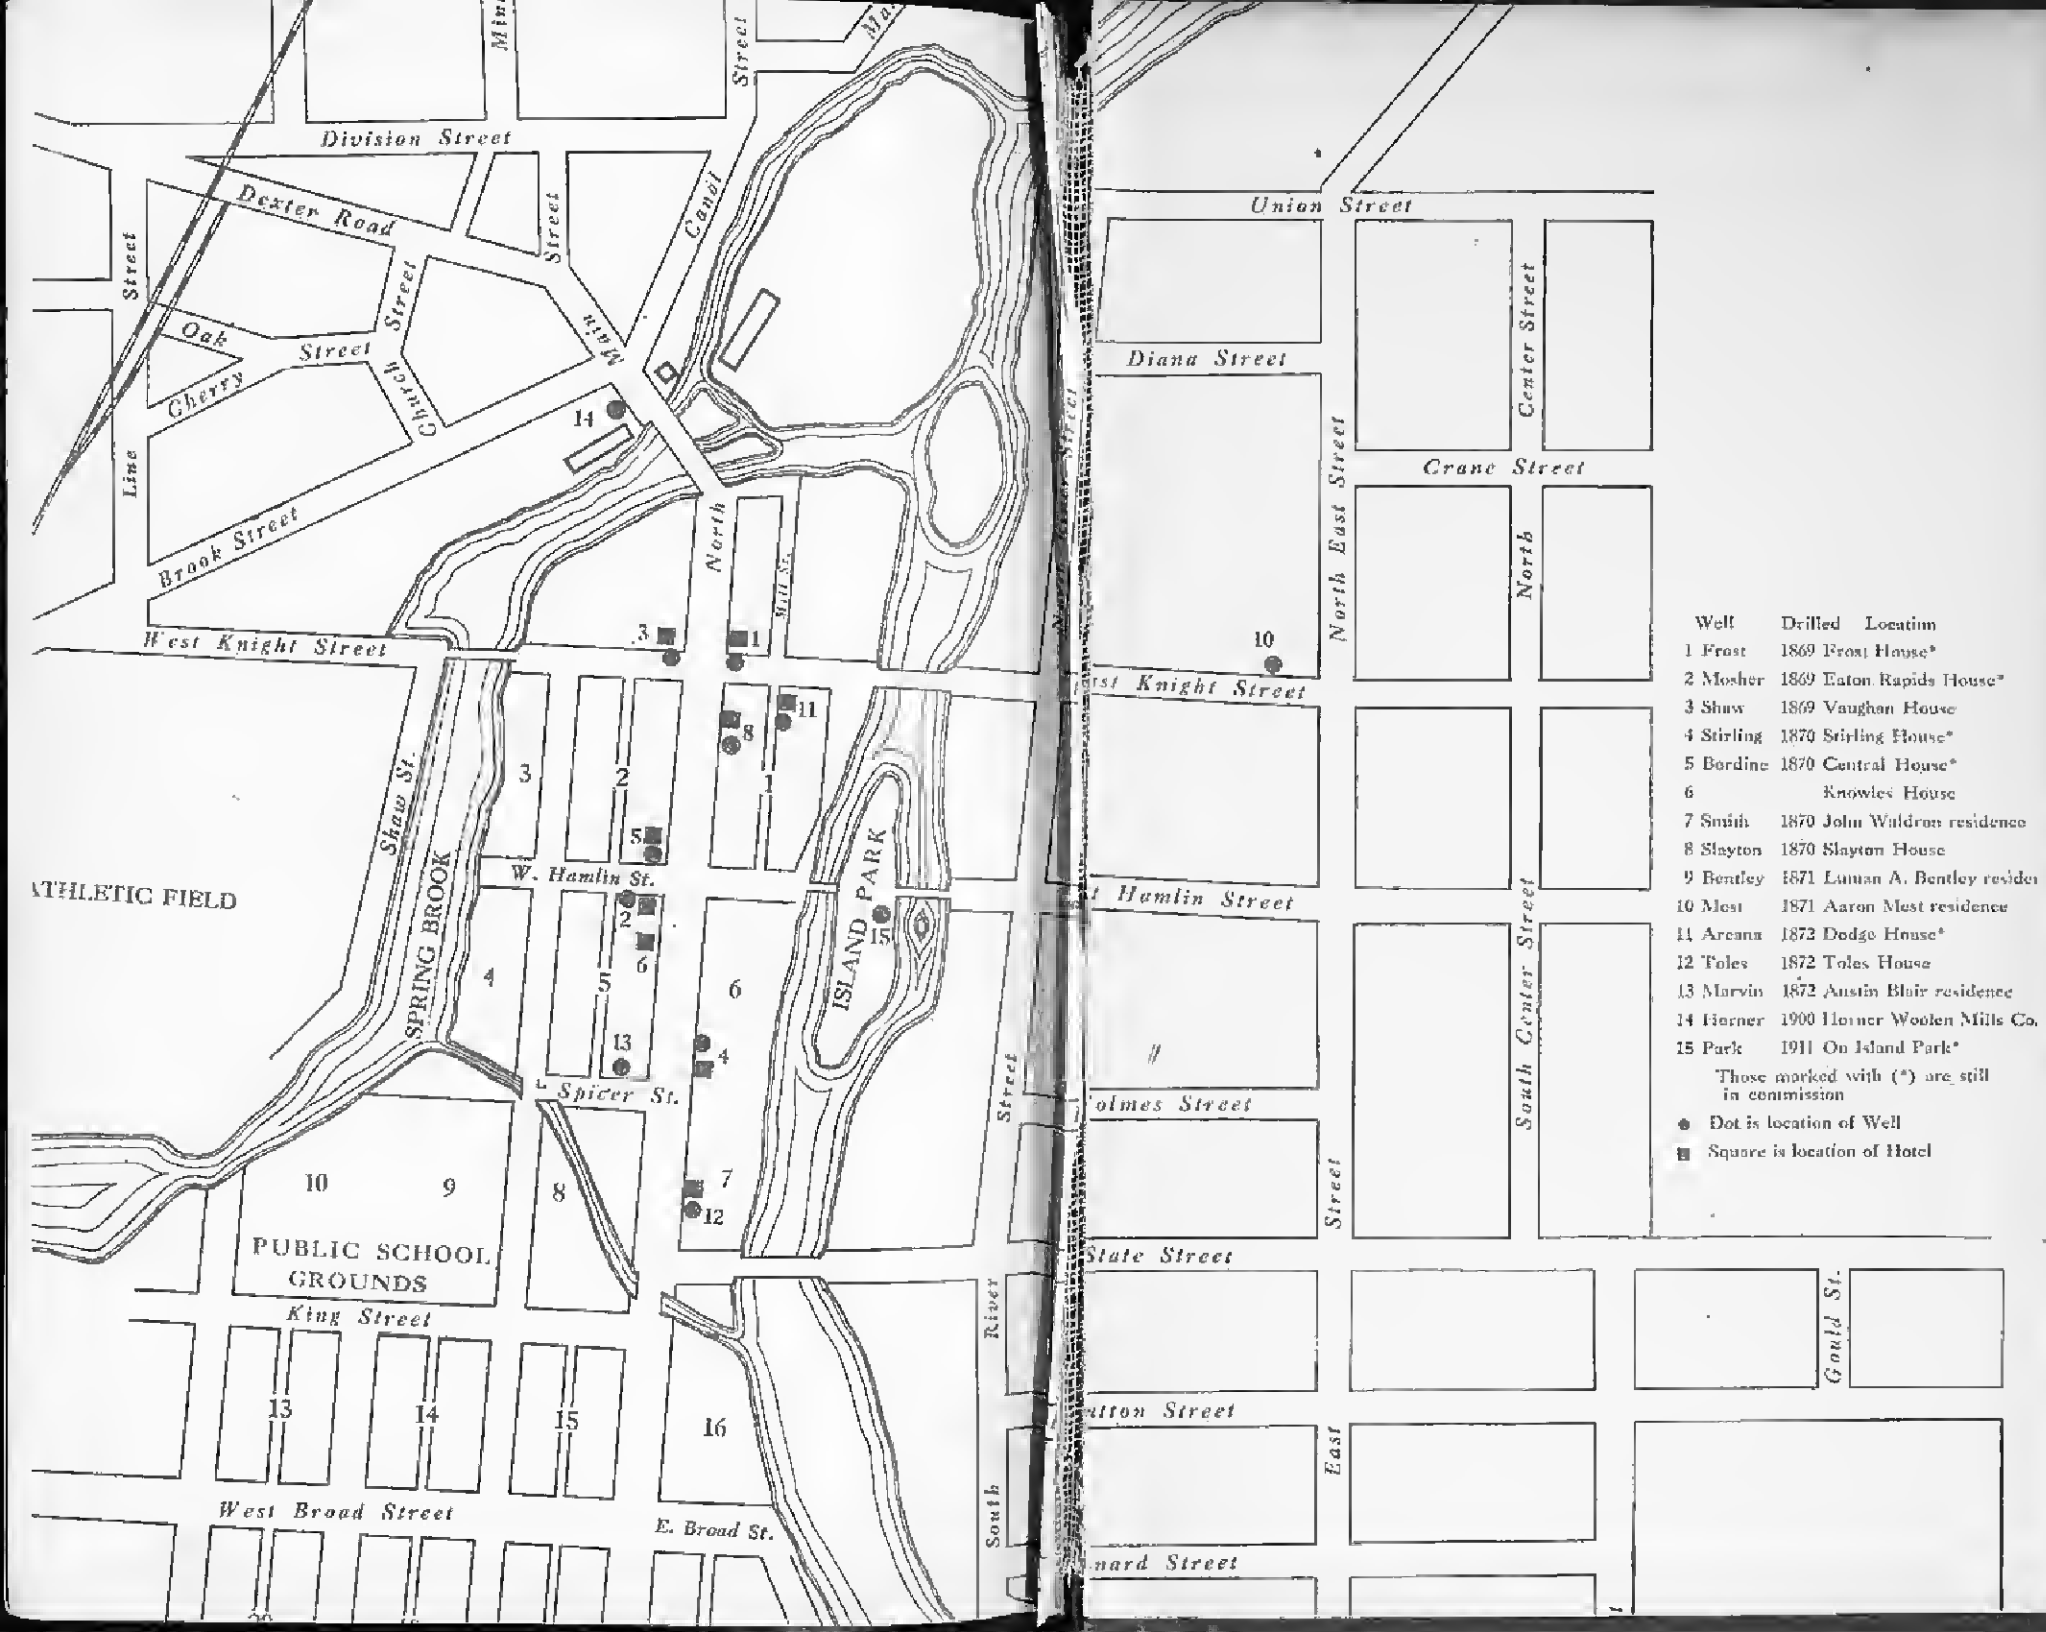 Division Street
Dexter Road
Street
Canal
Street
Main
Street
Line
Oak
Street
Cherry
Church Street
Brook Street
14
North
Mill St.
West Knight Street
3
1
8
11
Shaw St.
3
2
1
5
ATHLETIC FIELD
SPRING BROOK
W. Hamlin St.
2
6
4
5
6
ISLAND PARK
15
13
4
Spicer St.
7
12
10
9
8
PUBLIC SCHOOL
GROUNDS
King Street
13
14
15
16
West Broad Street
E. Broad St.
South River Street
Union Street
Diana Street
Center Street
Crane Street
North East Street
North
10
Knight Street
Hamlin Street
South Center Street
Street
State Street
Street
Gould St.
East
Street
Well Drilled Location
1 Frost 1869 Frost House*
2 Mosher 1869 Eaton Rapids House*
3 Shaw 1869 Vaughan House
4 Stirling 1870 Stirling House*
5 Bordine 1870 Central House*
6 Knowles House
7 Smith 1870 John Waldron residence
8 Slayton 1870 Slayton House
9 Bentley 1871 Luman A. Bentley
10 Mest 1871 Aaron Mest residence
11 Arcana 1872 Dodge House*
12 Toles 1872 Toles House
13 Marvin 1872 Austin Blair residence
14 Horner 1900 Horner Woolen Mills Co.
15 Park 1911 On Island Park*
Those marked with (*) are still
in commission
Dot is location of Well
Square is location of Hotel